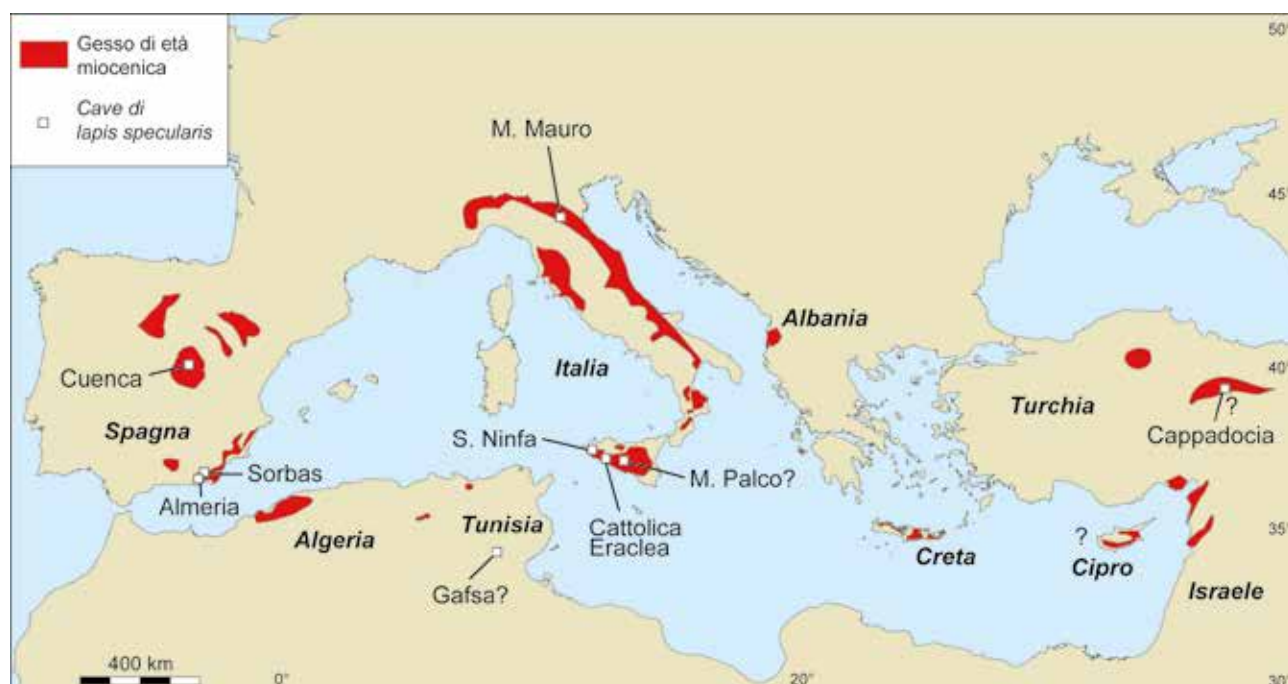 Gesso di età
miocenica
Cave di
lapis specularis
50°
M. Mauro
45°
Albania
40°
Cuenca
Italia
Turchia
?
Spagna
S. Ninfa
Cappadocia
Sorbas
M. Palco?
Almeria
Cattolica
Eraclea
Tunisia
Algeria
35°
?
Creta
Cipro
Gafsa?
Israele
400 km
0°
20°
30°